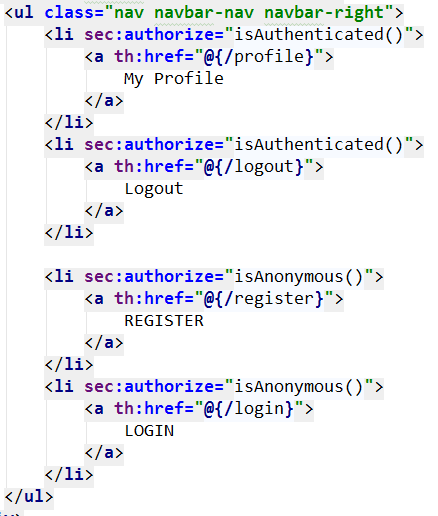 <ul class="nav navbar-nav navbar-right">
    <li sec:authorize="isAuthenticated()">
        <a th:href="@{/profile}">
            My Profile
        </a>
    </li>
    <li sec:authorize="isAuthenticated()">
        <a th:href="@{/logout}">
            Logout
        </a>
    </li>

    <li sec:authorize="isAnonymous()">
        <a th:href="@{/register}">
            REGISTER
        </a>
    </li>
    <li sec:authorize="isAnonymous()">
        <a th:href="@{/login}">
            LOGIN
        </a>
    </li>
</ul>